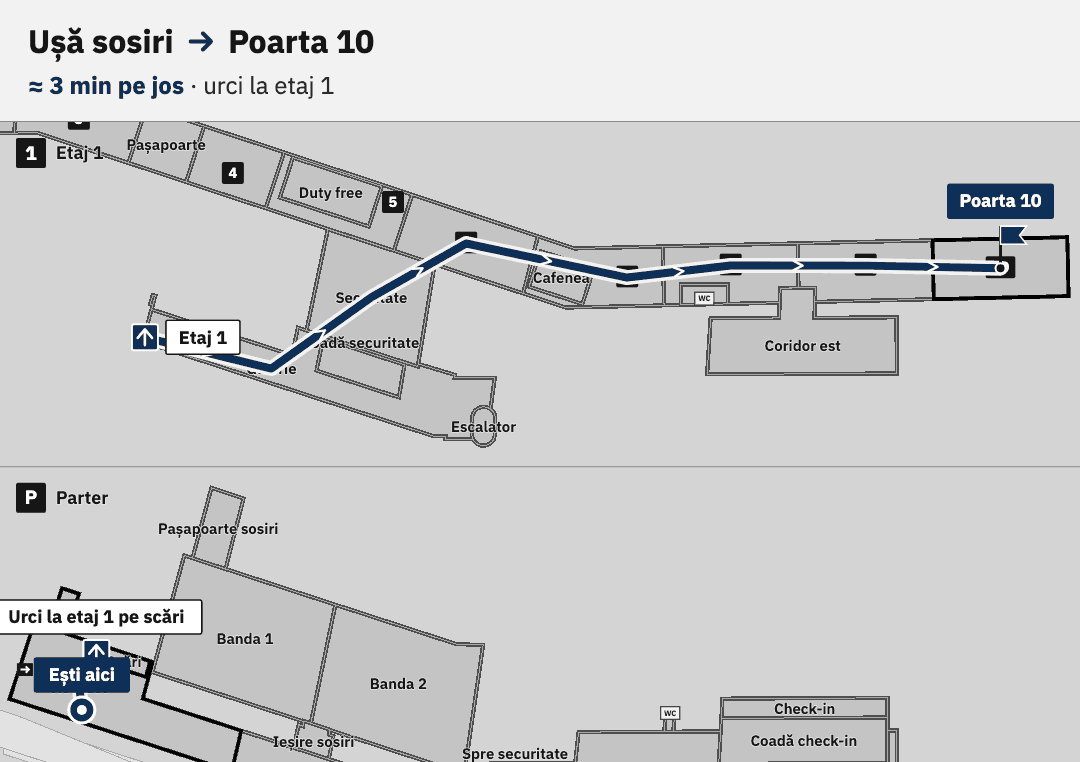 Ușă sosiri → Poarta 10
≈ 3 min pe jos · urci la etaj 1
1 Etaj 1
Pașapoarte
4
Duty free
5
Poarta 10
Cafenea
WC
Coridor est
Etaj 1
Escalator
P Parter
Pașapoarte sosiri
Urci la etaj 1 pe scări
Banda 1
Ești aici
Banda 2
WC
Check-in
Coadă check-in
Ieșire sosiri
Spre securitate